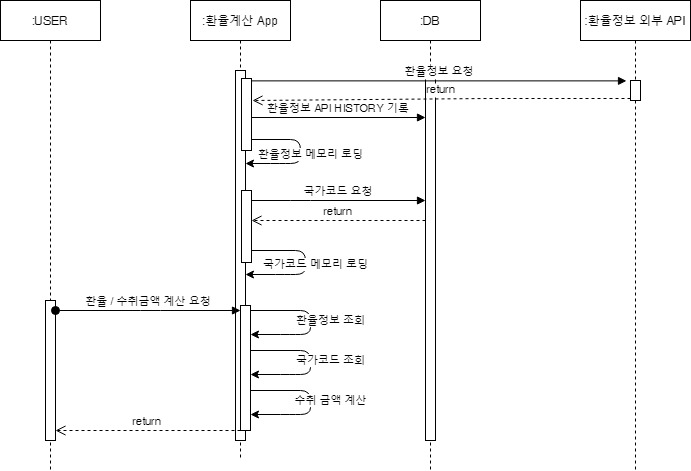 :USER
:환율계산 App
:DB
:환율정보 외부 API
환율정보 요청
return
환율정보 API HISTORY 기록
환율정보 메모리 로딩
국가코드 요청
return
국가코드 메모리 로딩
환율 / 수취금액 계산 요청
환율정보 조회
국가코드 조회
수취 금액 계산
return